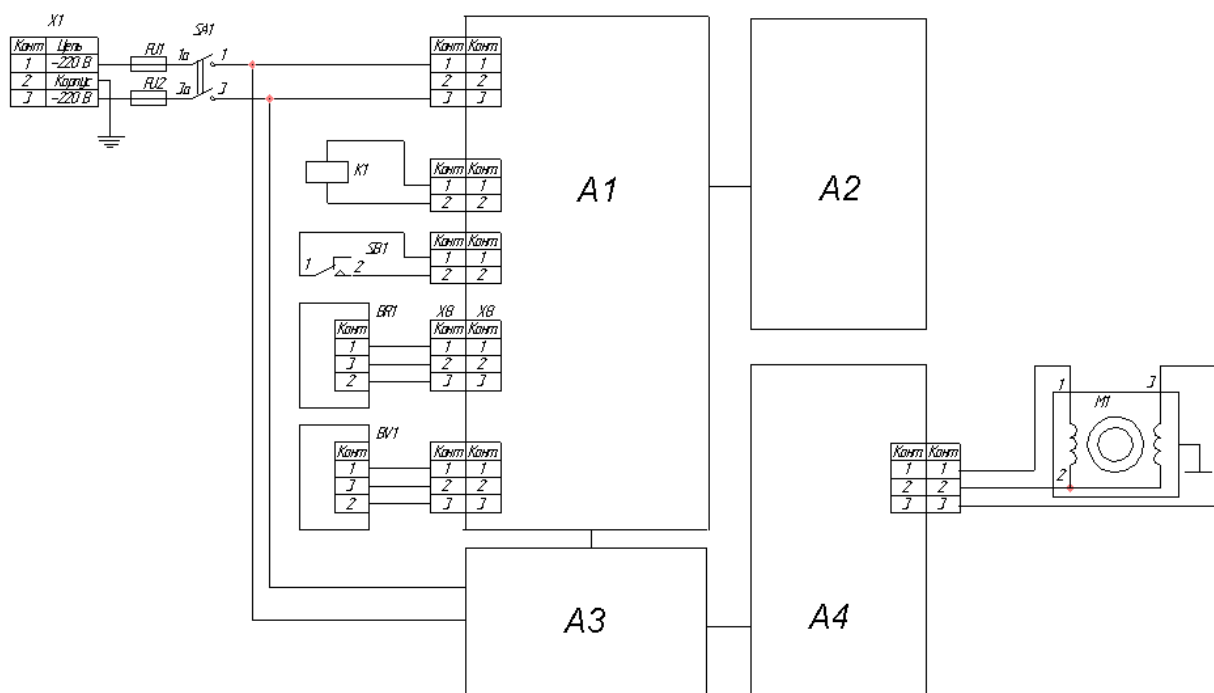 X1
Конт Цепь
1 ~220 В
2 Корпус
3 ~220 В
FU1
FU2
SA1
1а 1
3а 3
Конт Конт
1 1
2 2
3 3
K1
Конт Конт
1 1
2 2
SB1
1 2
Конт Конт
1 1
2 2
BR1
Конт
1
3
2
X8 X8
Конт Конт
1 1
2 2
3 3
BV1
Конт
1
3
2
Конт Конт
1 1
2 2
3 3
A1
A2
A3
A4
Конт Конт
1 1
2 2
3 3
1 3
M1
2